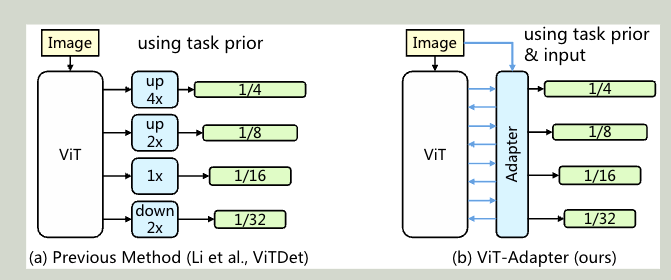 Image
using task prior
ViT
up
4x
1/4
up
2x
1/8
1x
1/16
down
2x
1/32
(a) Previous Method (Li et al., ViTDet)
Image
using task prior
& input
ViT
Adapter
1/4
1/8
1/16
1/32
(b) ViT-Adapter (ours)